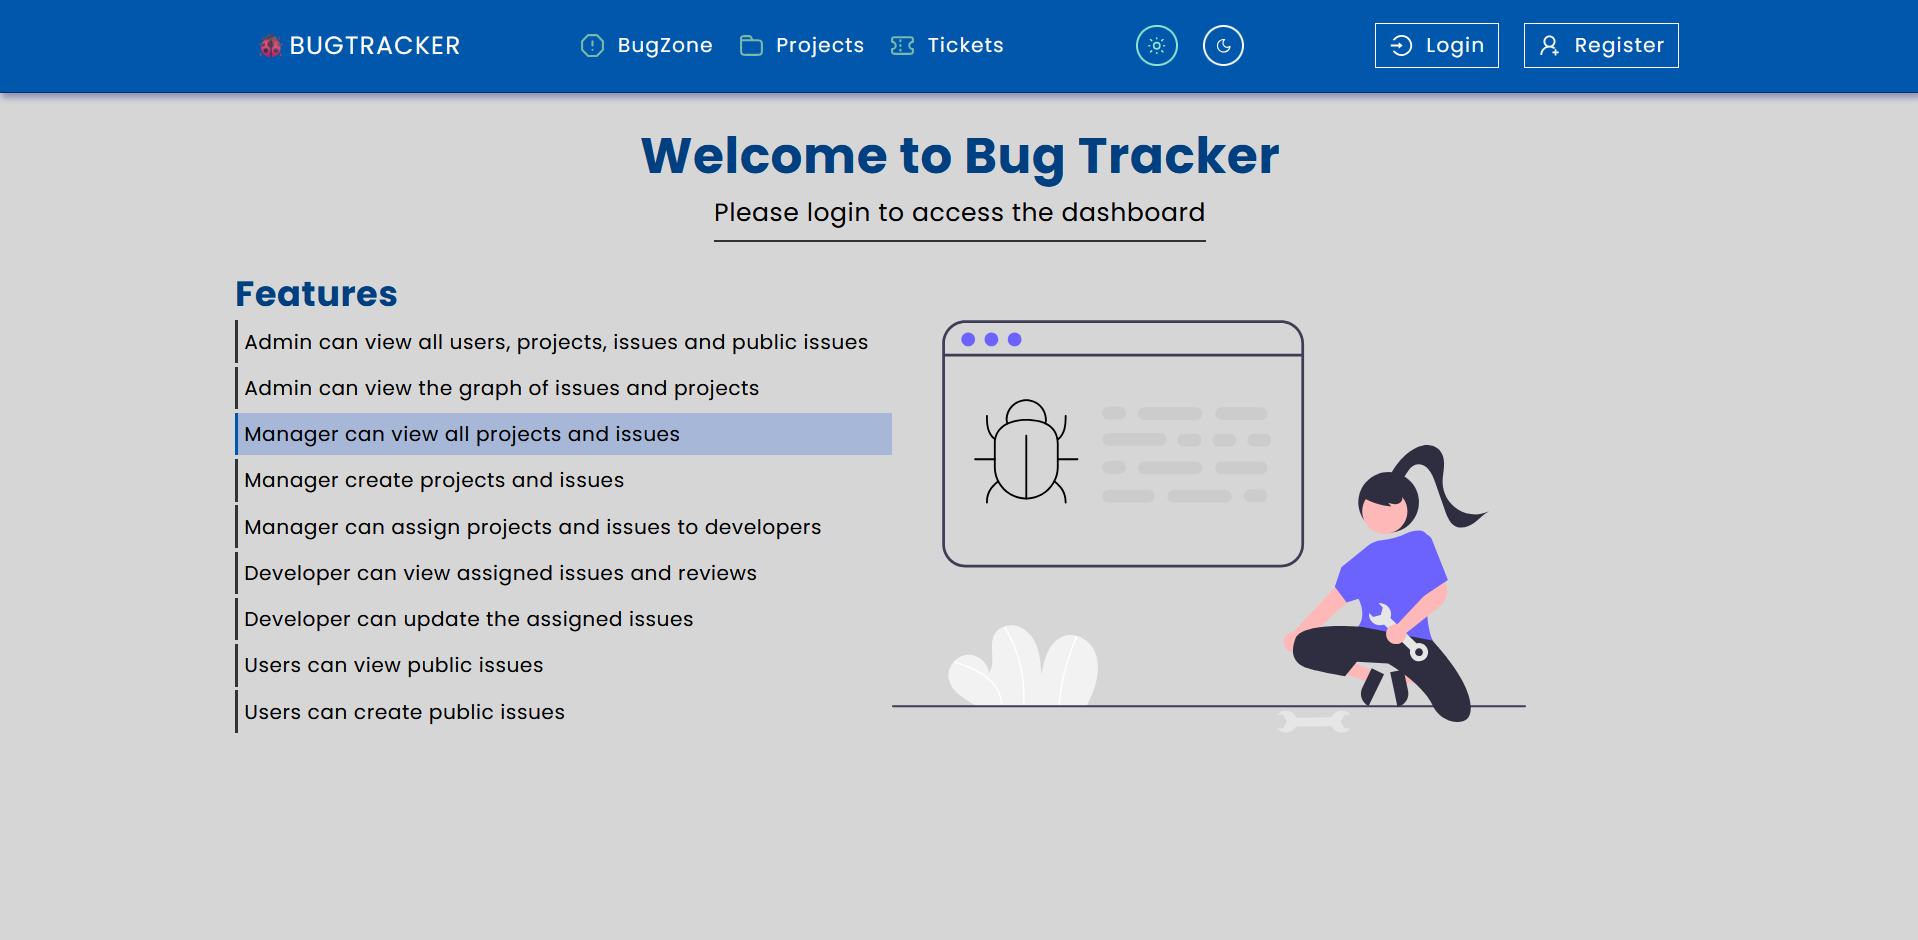 BUGTRACKER
BugZone
Projects
Tickets
Login
Register
Welcome to Bug Tracker
Please login to access the dashboard
Features
Admin can view all users, projects, issues and public issues
Admin can view the graph of issues and projects
Manager can view all projects and issues
Manager create projects and issues
Manager can assign projects and issues to developers
Developer can view assigned issues and reviews
Developer can update the assigned issues
Users can view public issues
Users can create public issues